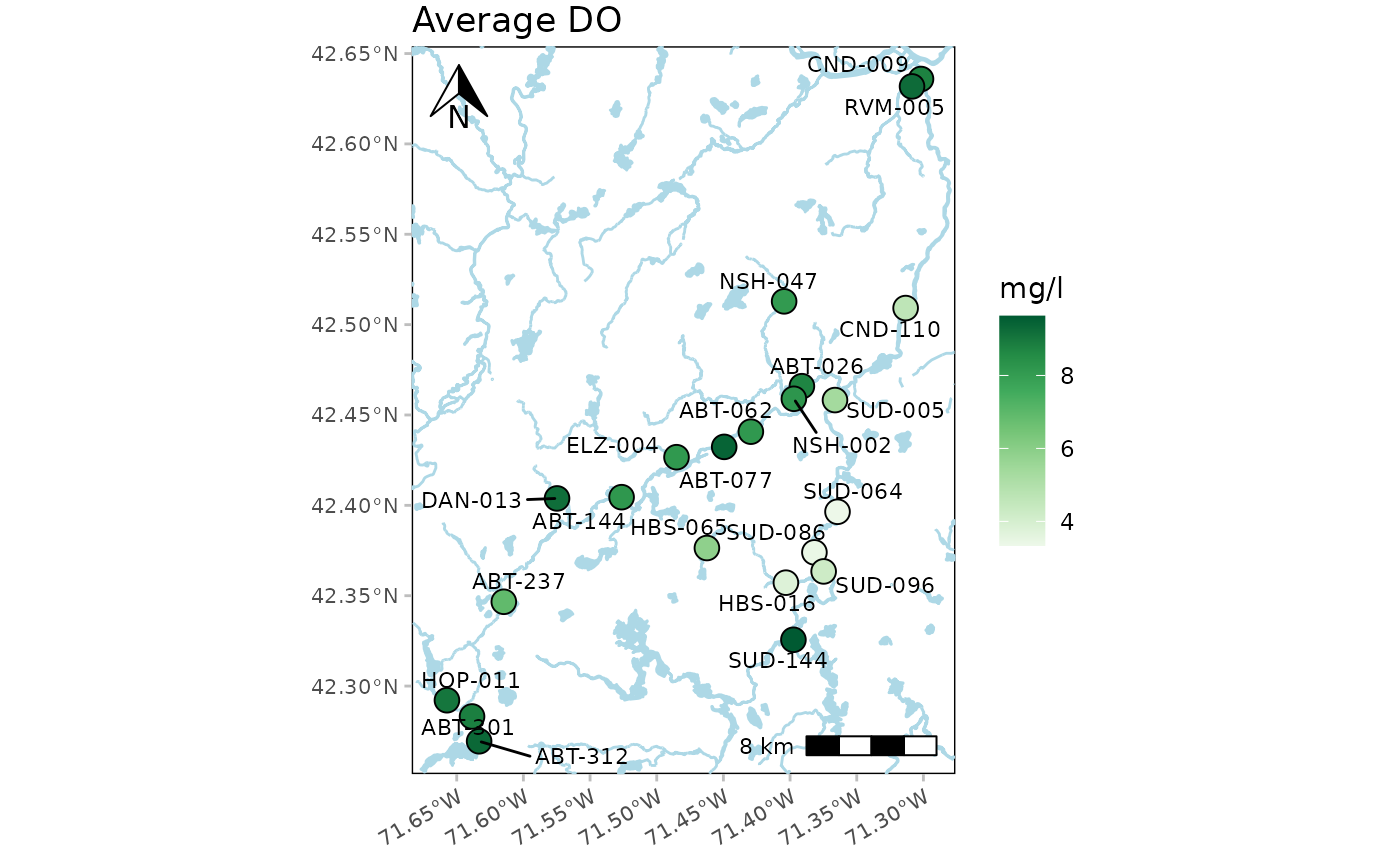 Average DO
42.65°N
42.60°N
42.55°N
42.50°N
42.45°N
42.40°N
42.35°N
42.30°N
N
CND-009
RVM-005
NSH-047
CND-110
ABT-026
ABT-062
SUD-005
ELZ-004
NSH-002
ABT-077
SUD-064
DAN-013
ABT-144
HBS-065
SUD-086
ABT-237
SUD-096
HBS-016
SUD-144
HOP-011
ABT-301
ABT-312
8 km
71.65°W
71.60°W
71.55°W
71.50°W
71.45°W
71.40°W
71.35°W
71.30°W
mg/l
8
6
4